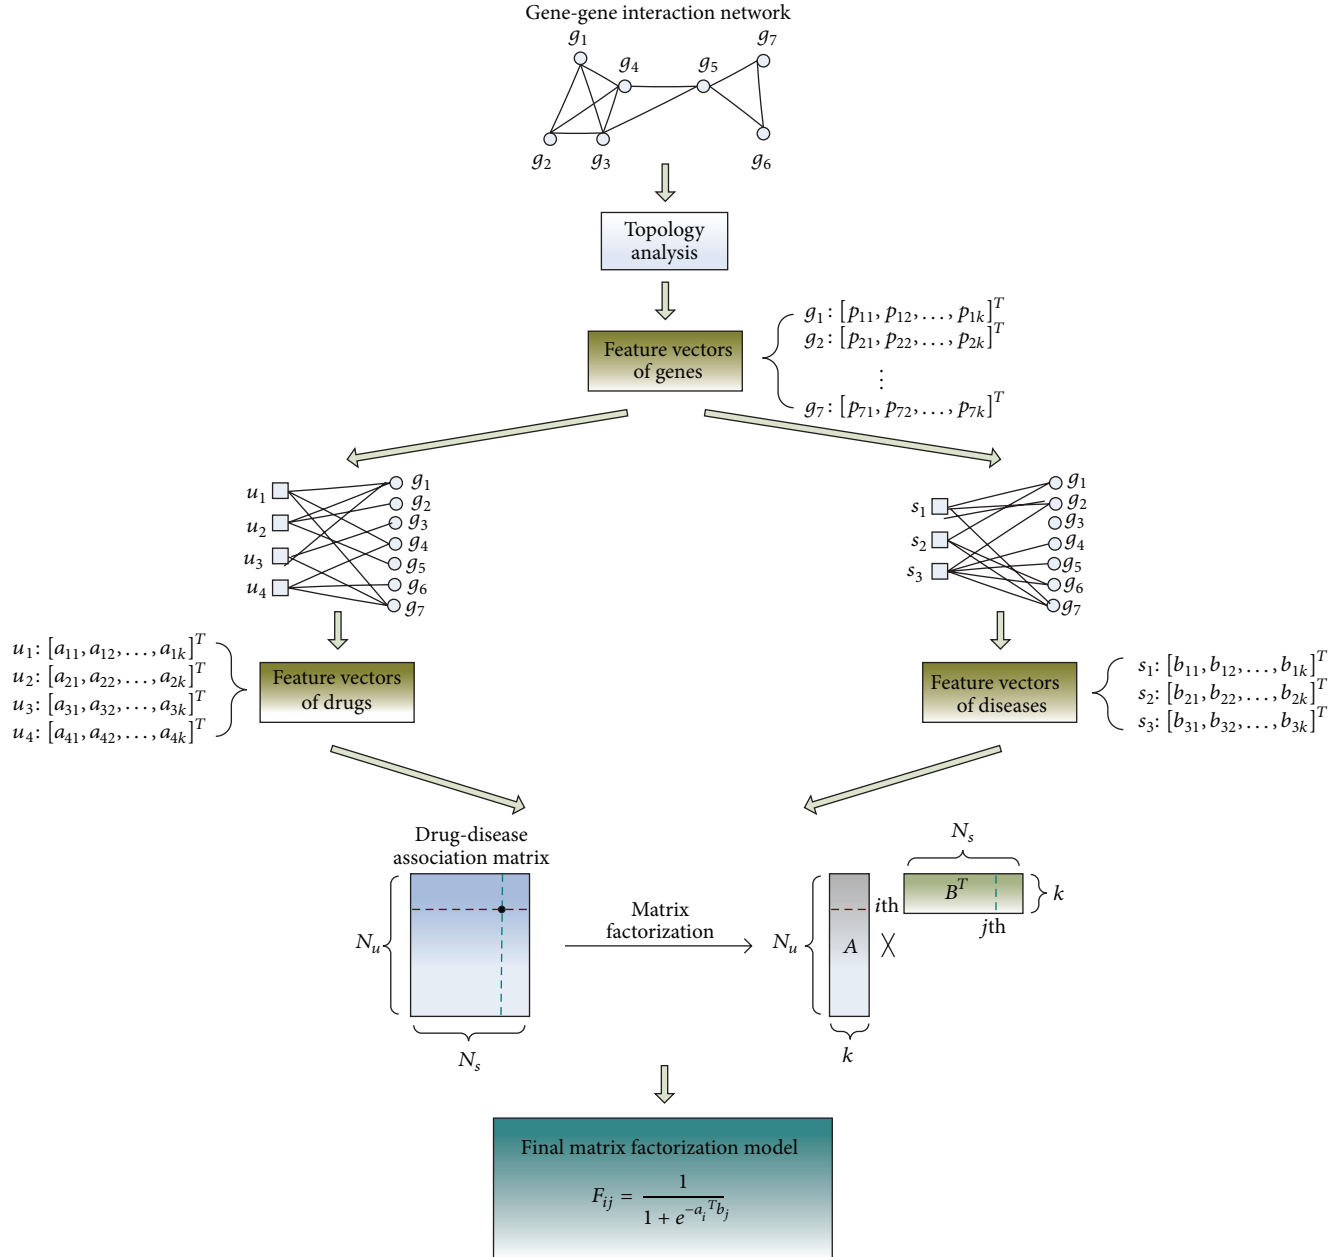 Gene-gene interaction network
g1
g7
g4
g5
g2
g3
g6
Topology
analysis
Feature vectors
of genes
g1: [p11, p12, . . . , p1k]^T
g2: [p21, p22, . . . , p2k]^T
⋮
g7: [p71, p72, . . . , p7k]^T
u1
u2
u3
u4
g1
g2
g3
g4
g5
g6
g7
s1
s2
s3
g1
g2
g3
g4
g5
g6
g7
u1: [a11, a12, . . . , a1k]^T
u2: [a21, a22, . . . , a2k]^T
u3: [a31, a32, . . . , a3k]^T
u4: [a41, a42, . . . , a4k]^T
Feature vectors
of drugs
Feature vectors
of diseases
s1: [b11, b12, . . . , b1k]^T
s2: [b21, b22, . . . , b2k]^T
s3: [b31, b32, . . . , b3k]^T
Drug-disease
association matrix
Nu
Ns
Matrix
factorization
Nu
A
k
ith
×
Ns
B^T
k
jth
Final matrix factorization model
Fij = 1 / (1 + e^(−ai^T bj))